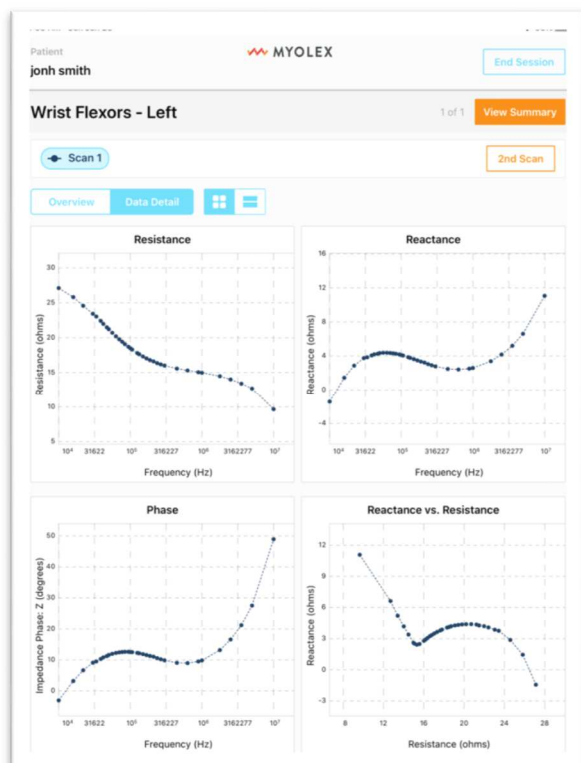 Patient
MYOLEX
End Session
jonh smith
Wrist Flexors - Left
1 of 1
View Summary
Scan 1
2nd Scan
Overview
Data Detail
Resistance
30
25
20
15
10
5
Resistance (ohms)
10⁴ 31622 10⁵ 316227 10⁶ 3162277 10⁷
Frequency (Hz)
Reactance
16
12
8
4
0
-4
Reactance (ohms)
10⁴ 31622 10⁵ 316227 10⁶ 3162277 10⁷
Frequency (Hz)
Phase
50
40
30
20
10
0
Impedance Phase: Z (degrees)
10⁴ 31622 10⁵ 316227 10⁶ 3162277 10⁷
Frequency (Hz)
Reactance vs. Resistance
12
9
6
3
0
-3
Reactance (ohms)
8 12 16 20 24 28
Resistance (ohms)